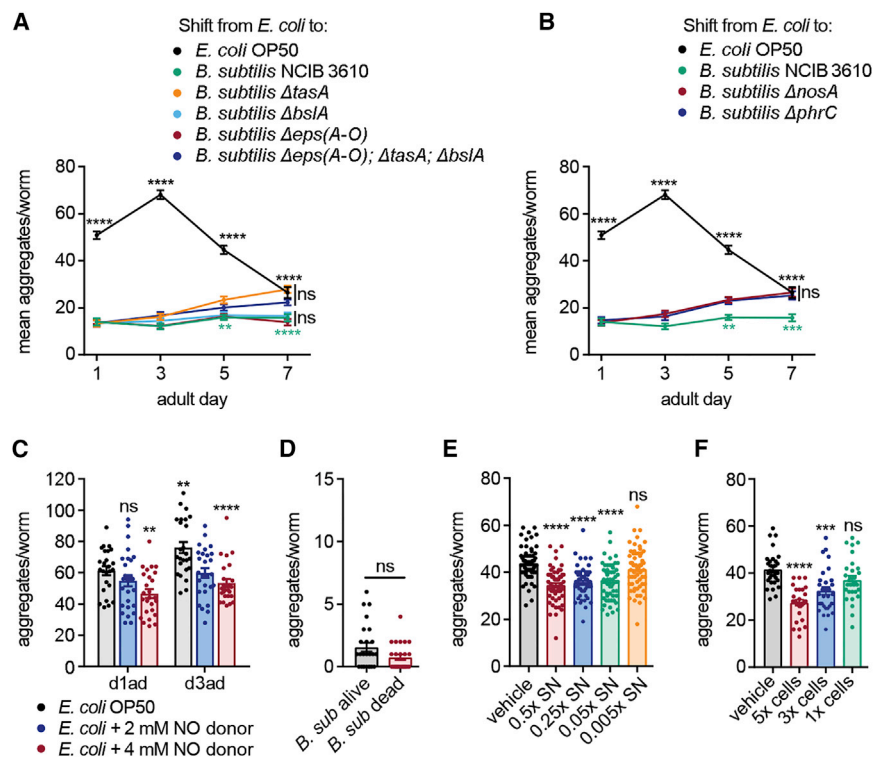 A
Shift from E. coli to:
E. coli OP50
B. subtilis NCIB 3610
B. subtilis ΔtasA
B. subtilis ΔbslA
B. subtilis Δeps(A-O)
B. subtilis Δeps(A-O); ΔtasA; ΔbslA
mean aggregates/worm
80
60
40
20
0
****
****
****
****
ns
ns
**
****
1
3
5
7
adult day
B
Shift from E. coli to:
E. coli OP50
B. subtilis NCIB 3610
B. subtilis ΔnosA
B. subtilis ΔphrC
mean aggregates/worm
80
60
40
20
0
****
****
****
****
ns
**
***
1
3
5
7
adult day
C
aggregates/worm
120
100
80
60
40
20
0
ns
**
**
****
d1ad
d3ad
E. coli OP50
E. coli + 2 mM NO donor
E. coli + 4 mM NO donor
D
aggregates/worm
15
10
5
0
ns
B. sub alive
B. sub dead
E
aggregates/worm
80
60
40
20
0
****
****
****
ns
vehicle
0.5x SN
0.25x SN
0.05x SN
0.005x SN
F
aggregates/worm
80
60
40
20
0
****
***
ns
vehicle
5x cells
3x cells
1x cells